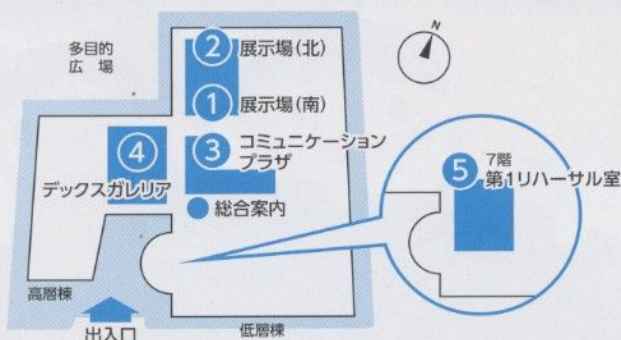 多目的
広場
② 展示場(北)
① 展示場(南)
③ コミュニケーション
プラザ
④
デックスガレリア
総合案内
高層棟
出入口
低層棟
N
⑤ 7階
第1リハーサル室